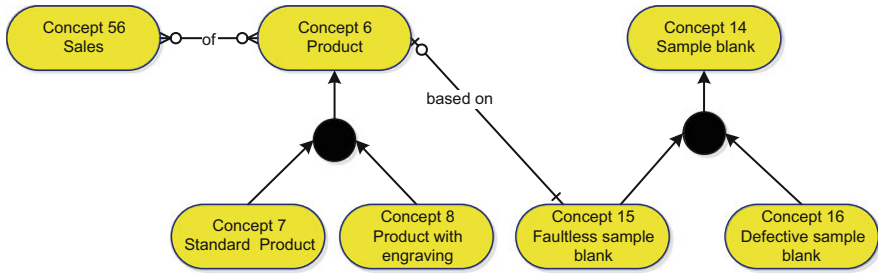 Concept 56
Sales
of
Concept 6
Product
Concept 14
Sample blank
based on
Concept 7
Standard Product
Concept 8
Product with
engraving
Concept 15
Faultless sample
blank
Concept 16
Defective sample
blank